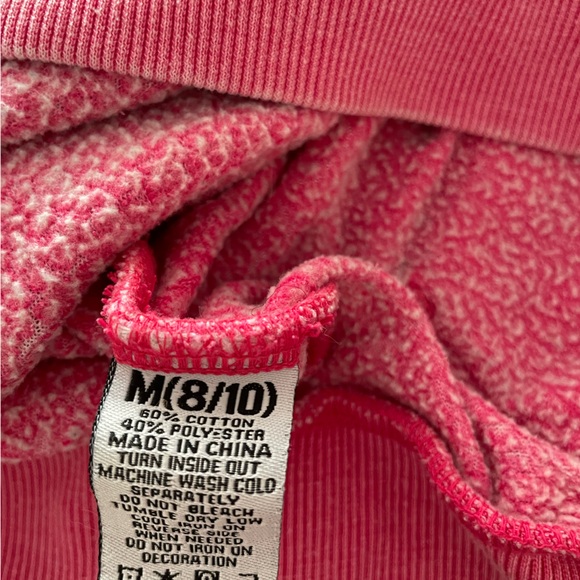 M(8/10)
60% COTTON
40% POLYESTER
MADE IN CHINA
TURN INSIDE OUT
MACHINE WASH COLD
SEPARATELY
DO NOT BLEACH
TUMBLE DRY LOW
COOL IRON ON
REVERSE SIDE
WHEN NEEDED
DO NOT IRON ON
DECORATION